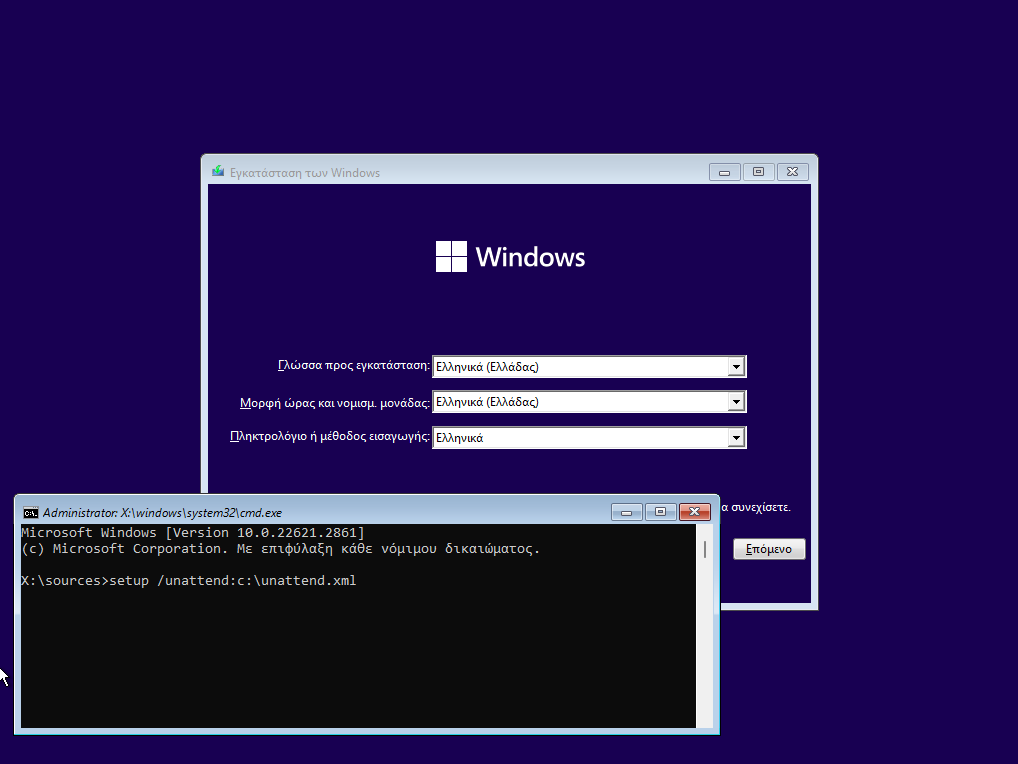 Εγκατάσταση των Windows
Windows
Γλώσσα προς εγκατάσταση: Ελληνικά (Ελλάδας)
Μορφή ώρας και νομισμ. μονάδας: Ελληνικά (Ελλάδας)
Πληκτρολόγιο ή μέθοδος εισαγωγής: Ελληνικά
συνεχίσετε.
Επόμενο
Administrator: X:\windows\system32\cmd.exe
Microsoft Windows [Version 10.0.22621.2861]
(c) Microsoft Corporation. Με επιφύλαξη κάθε νόμιμου δικαιώματος.
X:\sources>setup /unattend:c:\unattend.xml